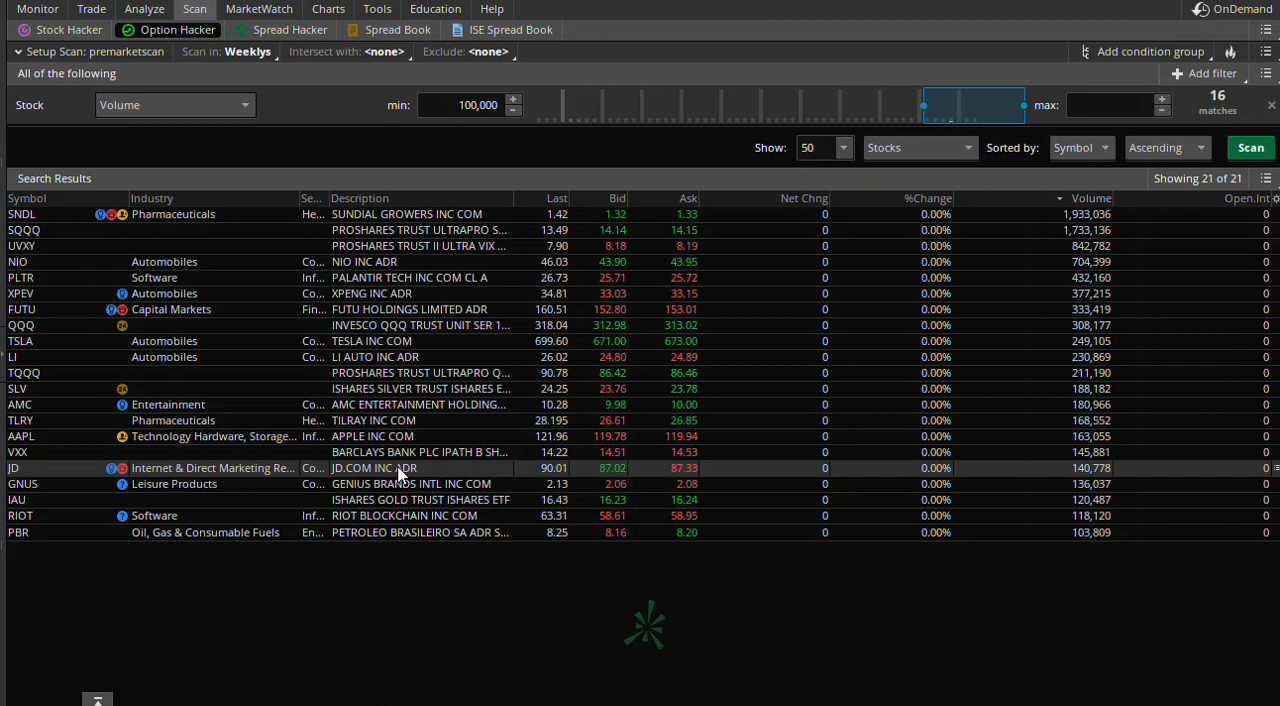 Monitor Trade Analyze Scan MarketWatch Charts Tools Education Help OnDemand
Stock Hacker Option Hacker Spread Hacker Spread Book ISE Spread Book
Setup Scan: premarketscan Scan in: Weeklys Intersect with: <none> Exclude: <none> Add condition group
All of the following Add filter
Stock Volume min: 100,000 max: 16 matches
Show: 50 Stocks Sorted by: Symbol Ascending Scan
Search Results Showing 21 of 21
Symbol Industry Se... Description Last Bid Ask Net Chng %Change Volume Open.Int
SNDL Pharmaceuticals He... SUNDIAL GROWERS INC COM 1.42 1.32 1.33 0 0.00% 1,933,036 0
SQQQ PROSHARES TRUST ULTRAPRO S... 13.49 14.14 14.15 0 0.00% 1,733,136 0
UVXY PROSHARES TRUST II ULTRA VIX ... 7.90 8.18 8.19 0 0.00% 842,782 0
NIO Automobiles Co... NIO INC ADR 46.03 43.90 43.95 0 0.00% 704,399 0
PLTR Software Inf... PALANTIR TECH INC COM CL A 26.73 25.71 25.72 0 0.00% 432,160 0
XPEV Automobiles Co... XPENG INC ADR 34.81 33.03 33.15 0 0.00% 377,215 0
FUTU Capital Markets Fin... FUTU HOLDINGS LIMITED ADR 160.51 152.80 153.01 0 0.00% 333,419 0
QQQ INVESCO QQQ TRUST UNIT SER 1... 318.04 312.98 313.02 0 0.00% 308,177 0
TSLA Automobiles Co... TESLA INC COM 699.60 671.00 673.00 0 0.00% 249,105 0
LI Automobiles Co... LI AUTO INC ADR 26.02 24.80 24.89 0 0.00% 230,869 0
TQQQ PROSHARES TRUST ULTRAPRO Q... 90.78 86.42 86.46 0 0.00% 211,190 0
SLV ISHARES SILVER TRUST ISHARES E... 24.25 23.76 23.78 0 0.00% 188,182 0
AMC Entertainment Co... AMC ENTERTAINMENT HOLDING... 10.28 9.98 10.00 0 0.00% 180,966 0
TLRY Pharmaceuticals He... TILRAY INC COM 28.195 26.61 26.85 0 0.00% 168,552 0
AAPL Technology Hardware, Storage... Inf... APPLE INC COM 121.96 119.78 119.94 0 0.00% 163,055 0
VXX BARCLAYS BANK PLC IPATH B SH... 14.22 14.51 14.53 0 0.00% 145,881 0
JD Internet & Direct Marketing Re... Co... JD.COM INC ADR 90.01 87.02 87.33 0 0.00% 140,778 0
GNUS Leisure Products Co... GENIUS BRANDS INTL INC COM 2.13 2.06 2.08 0 0.00% 136,037 0
IAU ISHARES GOLD TRUST ISHARES ETF 16.43 16.23 16.24 0 0.00% 120,487 0
RIOT Software Inf... RIOT BLOCKCHAIN INC COM 63.31 58.61 58.95 0 0.00% 118,120 0
PBR Oil, Gas & Consumable Fuels En... PETROLEO BRASILEIRO SA ADR S... 8.25 8.16 8.20 0 0.00% 103,809 0